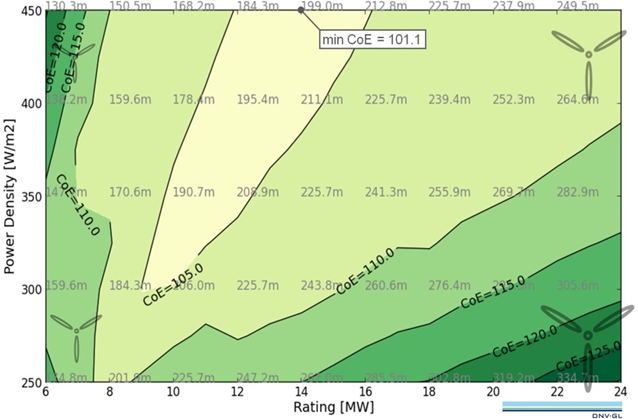 450 130.3m 150.5m 168.2m 184.3m 199.0m 212.8m 225.7m 237.9m 249.5m
min CoE = 101.1
CoE=120.0
CoE=115.0
400 159.6m 178.4m 195.4m 211.1m 225.7m 239.4m 252.3m 264.6m
350 170.6m 190.7m 208.9m 225.7m 241.3m 255.9m 269.7m 282.9m
CoE=110.0
CoE=110.0
CoE=105.0
CoE=115.0
300 159.6m 184.3m 225.7m 243.8m 260.6m 276.4m 305.6m
CoE=120.0
CoE=125.0
250 225.7m 247.2m
6 8 10 12 14 16 18 20 22 24
Rating [MW]
Power Density [W/m2]
DNV·GL